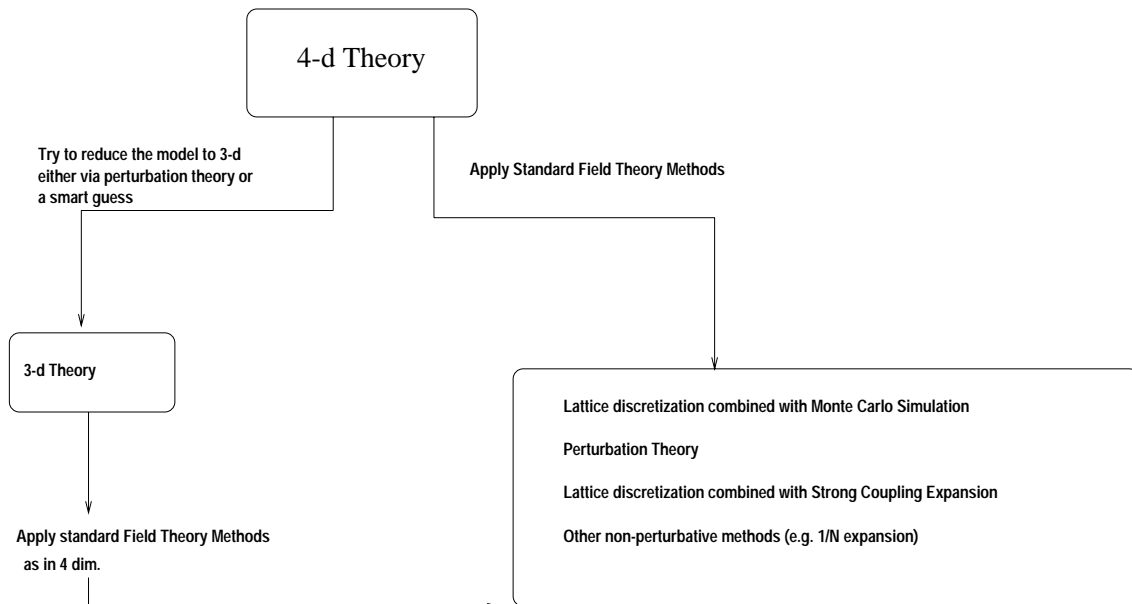 4-d Theory
Try to reduce the model to 3-d
either via perturbation theory or
a smart guess
Apply Standard Field Theory Methods
3-d Theory
Apply standard Field Theory Methods
as in 4 dim.
Lattice discretization combined with Monte Carlo Simulation
Perturbation Theory
Lattice discretization combined with Strong Coupling Expansion
Other non-perturbative methods (e.g. 1/N expansion)